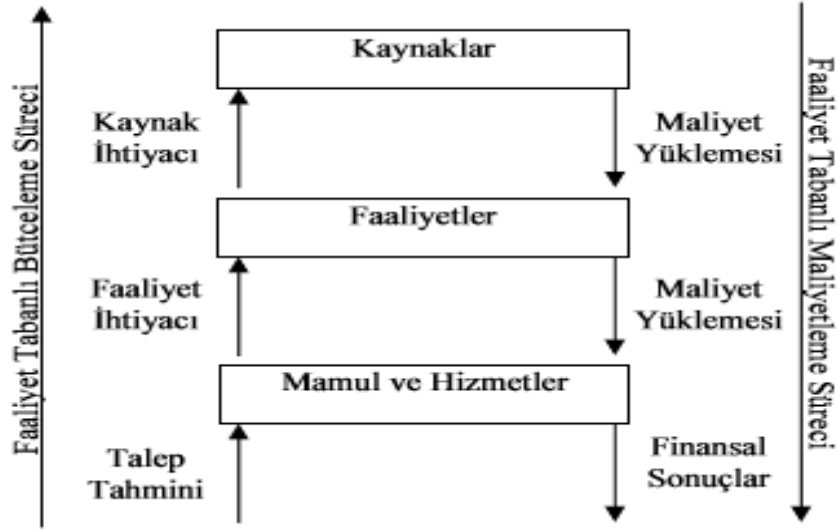 Kaynaklar
Kaynak
İhtiyacı
Maliyet
Yüklemesi
Faaliyetler
Faaliyet
İhtiyacı
Maliyet
Yüklemesi
Mamul ve Hizmetler
Talep
Tahmini
Finansal
Sonuçlar
Faaliyet Tabanlı Bütçeleme Süreci
Faaliyet Tabanlı Maliyetleme Süreci